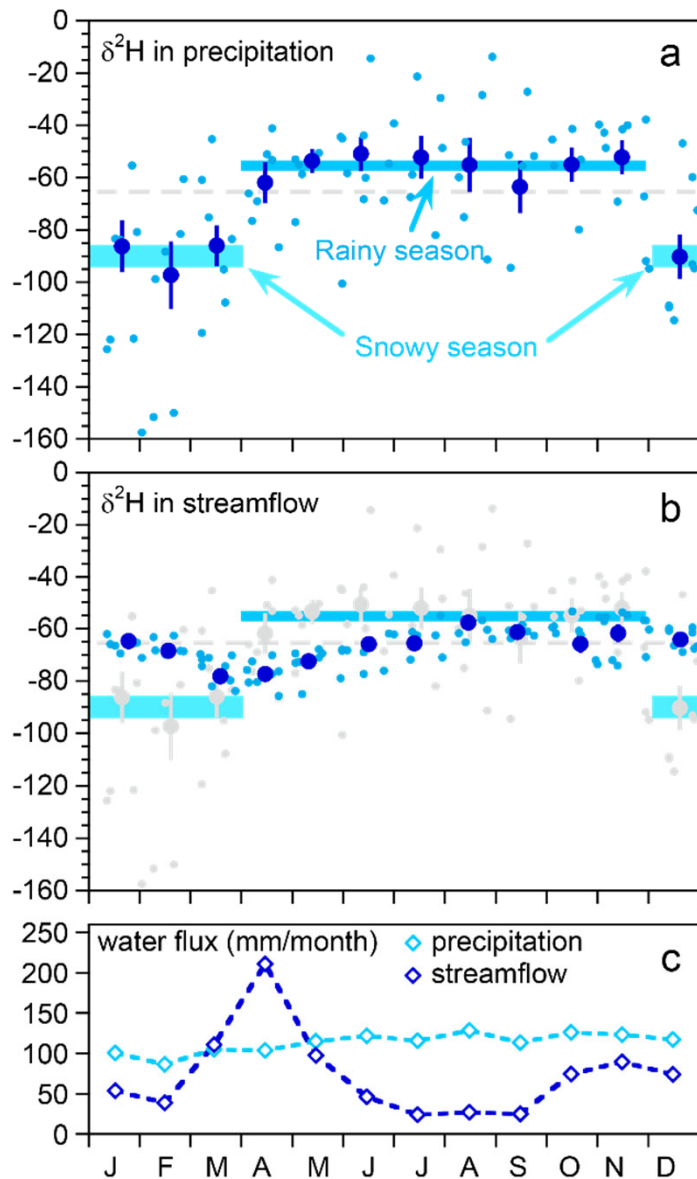 0
-20
-40
-60
-80
-100
-120
-140
-160
δ²H in precipitation
a
Rainy season
Snowy season
0
-20
-40
-60
-80
-100
-120
-140
-160
δ²H in streamflow
b
250
200
150
100
50
0
water flux (mm/month)
precipitation
streamflow
c
J F M A M J J A S O N D